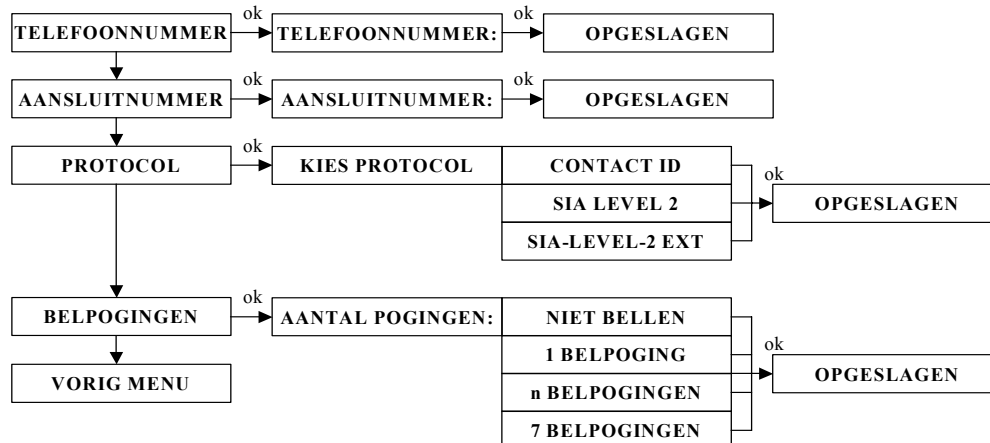 ok ok
TELEFOONNUMMER TELEFOONNUMMER: OPGESLAGEN
ok ok
AANSLUITNUMMER AANSLUITNUMMER: OPGESLAGEN
ok
PROTOCOL KIES PROTOCOL CONTACT ID
ok
SIA LEVEL 2 OPGESLAGEN
SIA-LEVEL-2 EXT
ok
BELPOGINGEN AANTAL POGINGEN: NIET BELLEN
ok
1 BELPOGING
VORIG MENU OPGESLAGEN
n BELPOGINGEN
7 BELPOGINGEN